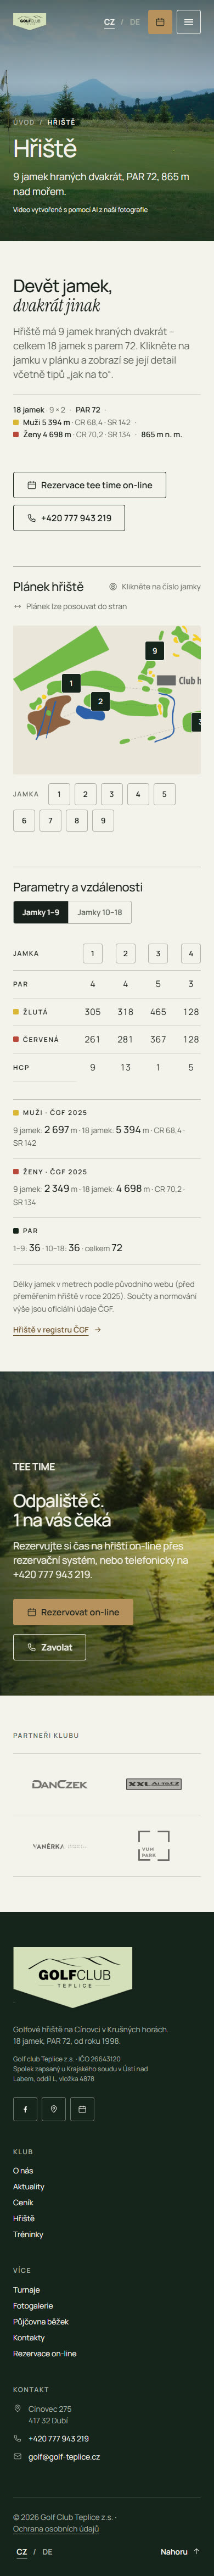 GOLFCLUB
CZ / DE
ÚVOD / HŘIŠTĚ
Hřiště
9 jamek hraných dvakrát, PAR 72, 865 m
nad mořem.
Video vytvořené s pomocí AI z naší fotografie
Devět jamek,
dvakrát jinak
Hřiště má 9 jamek hraných dvakrát –
celkem 18 jamek s parem 72. Klikněte na
jamku v plánku a zobrazí se její detail
včetně tipů „jak na to“.
18 jamek · 9 × 2 · PAR 72 ·
Muži 5 394 m · CR 68,4 · SR 142 ·
Ženy 4 698 m · CR 70,2 · SR 134 · 865 m n. m.
Rezervace tee time on-line
+420 777 943 219
Plánek hřiště
Klikněte na číslo jamky
Plánek lze posouvat do stran
9
1
Club h
2
3
JAMKA 1 2 3 4 5
6 7 8 9
Parametry a vzdálenosti
Jamky 1–9 Jamky 10–18
JAMKA 1 2 3 4
PAR 4 4 5 3
ŽLUTÁ 305 318 465 128
ČERVENÁ 261 281 367 128
HCP 9 13 1 5
MUŽI · ČGF 2025
9 jamek: 2 697 m · 18 jamek: 5 394 m · CR 68,4 ·
SR 142
ŽENY · ČGF 2025
9 jamek: 2 349 m · 18 jamek: 4 698 m · CR 70,2 ·
SR 134
PAR
1–9: 36 · 10–18: 36 · celkem 72
Délky jamek v metrech podle původního webu (před
přeměřením hřiště v roce 2025). Součty a normování
výše jsou oficiální údaje ČGF.
Hřiště v registru ČGF
TEE TIME
Odpaliště č.
1 na vás čeká
Rezervujte si čas na hřišti on-line přes
rezervační systém, nebo telefonicky na
+420 777 943 219.
Rezervovat on-line
Zavolat
PARTNEŘI KLUBU
DANCZEK
VANĚRKA
YUM
PARK
GOLFCLUB
TEPLICE
Golfové hřiště na Cínovci v Krušných horách.
18 jamek, PAR 72, od roku 1998.
Golf club Teplice z.s. · IČO 26643120
Spolek zapsaný u Krajského soudu v Ústí nad
Labem, oddíl L, vložka 4878
KLUB
O nás
Aktuality
Ceník
Hřiště
Tréninky
VÍCE
Turnaje
Fotogalerie
Půjčovna běžek
Kontakty
Rezervace on-line
KONTAKT
Cínovec 275
417 32 Dubí
+420 777 943 219
golf@golf-teplice.cz
© 2026 Golf Club Teplice z.s. ·
Ochrana osobních údajů
CZ / DE
Nahoru